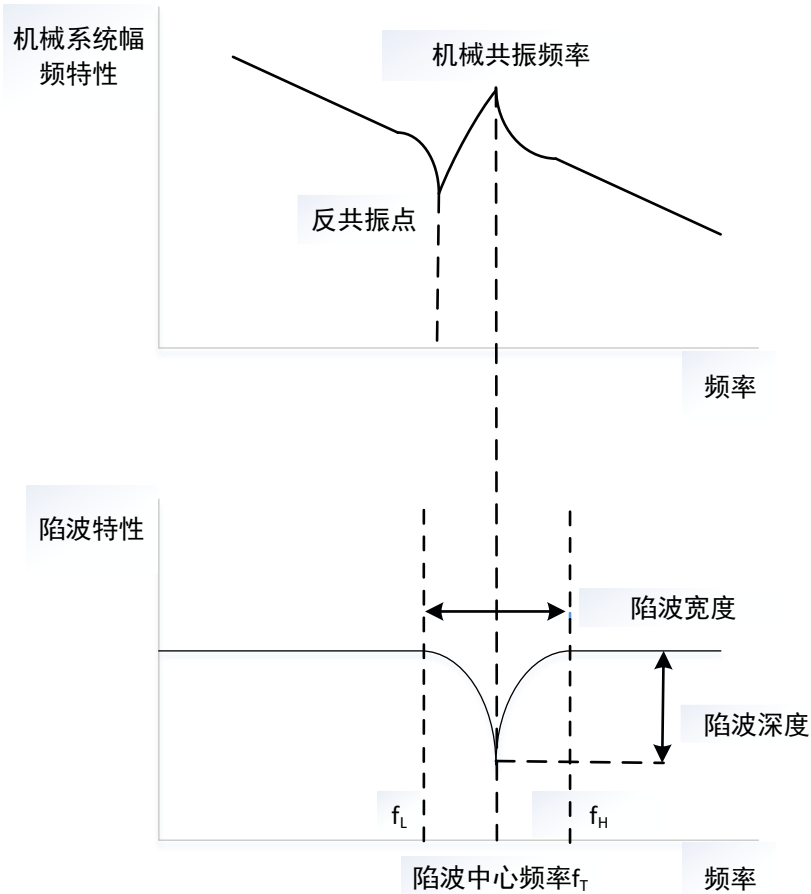 机械系统幅
频特性
机械共振频率
反共振点
频率
陷波特性
陷波宽度
陷波深度
fL
fH
陷波中心频率fT
频率